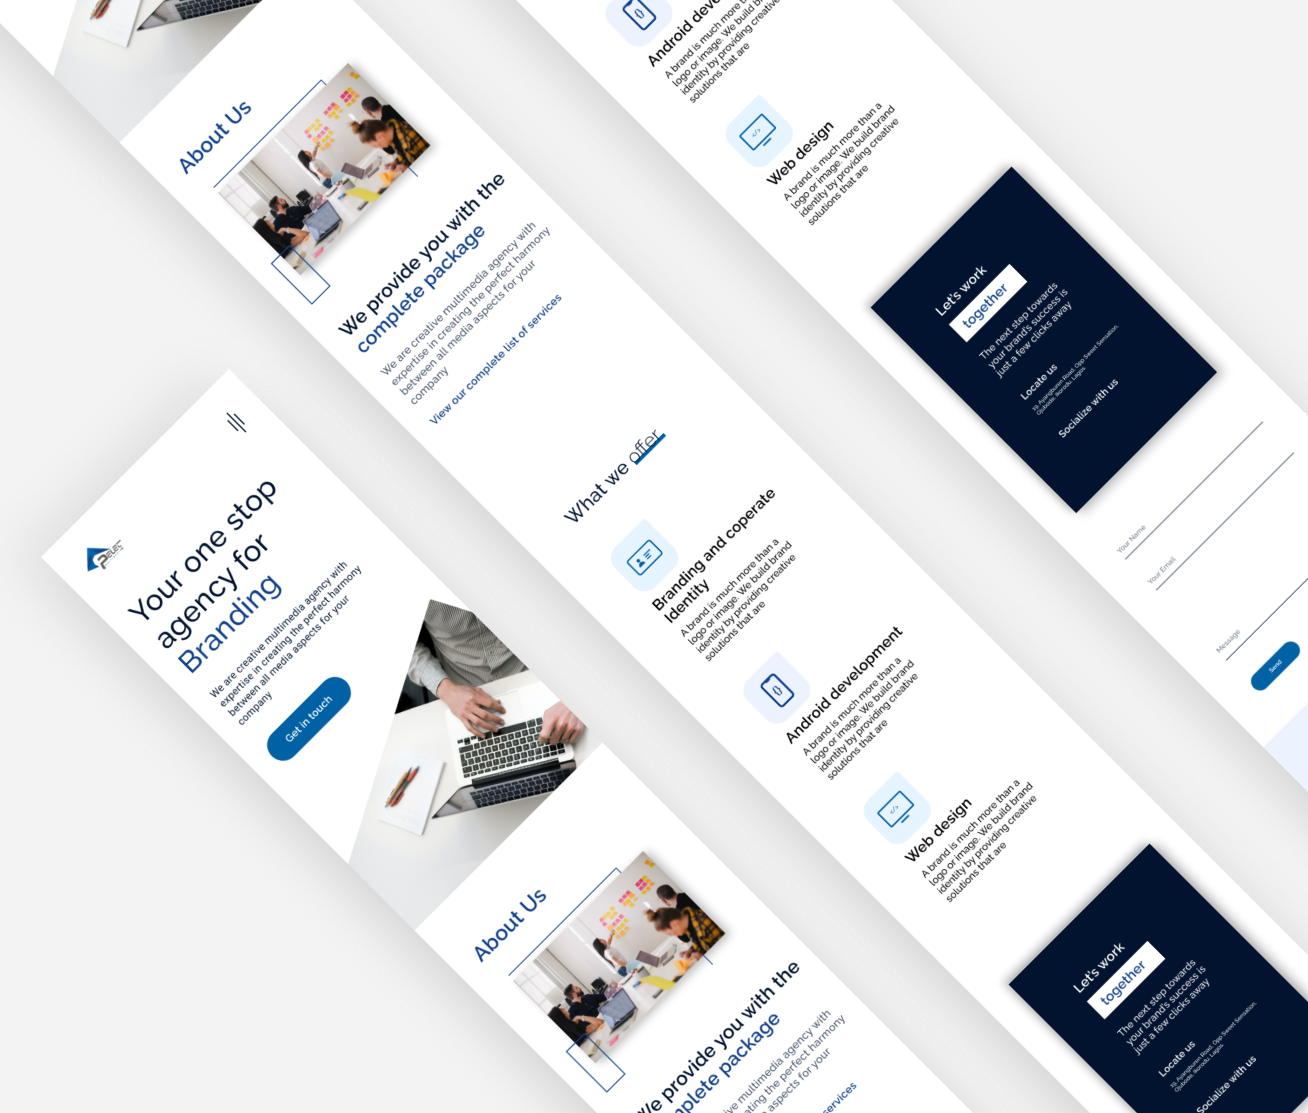 About Us
We provide you with the
complete package
We are creative multimedia agency with
expertise in creating the perfect harmony
between all media aspects for your
company
View our complete list of services
What we offer
Branding and coperate
Identity
A brand is much more than a
logo or image. We build brand
identity by providing creative
solutions that are
Android development
A brand is much more than a
logo or image. We build brand
identity by providing creative
solutions that are
Web design
A brand is much more than a
logo or image. We build brand
identity by providing creative
solutions that are
Let's work
together
The next step towards
your brand's success is
just a few clicks away
Locate us
Socialize with us
Your one stop
agency for
Branding
We are creative multimedia agency with
expertise in creating the perfect harmony
between all media aspects for your
company
Get in touch
About Us
We provide you with the
complete package
multimedia agency with
the perfect harmony
aspects for your
services
Android deve
A brand is much more t
logo or image. We build b
identity by providing creative
solutions that are
Web design
A brand is much more than a
logo or image. We build brand
identity by providing creative
solutions that are
Let's work
together
The next step towards
your brand's success is
just a few clicks away
Locate us
19, Ayangburen Road, Opp Sweet Sensation,
Ojubode, Ikorodu, Lagos
Socialize with us
Your Name
Your Email
Message
Send